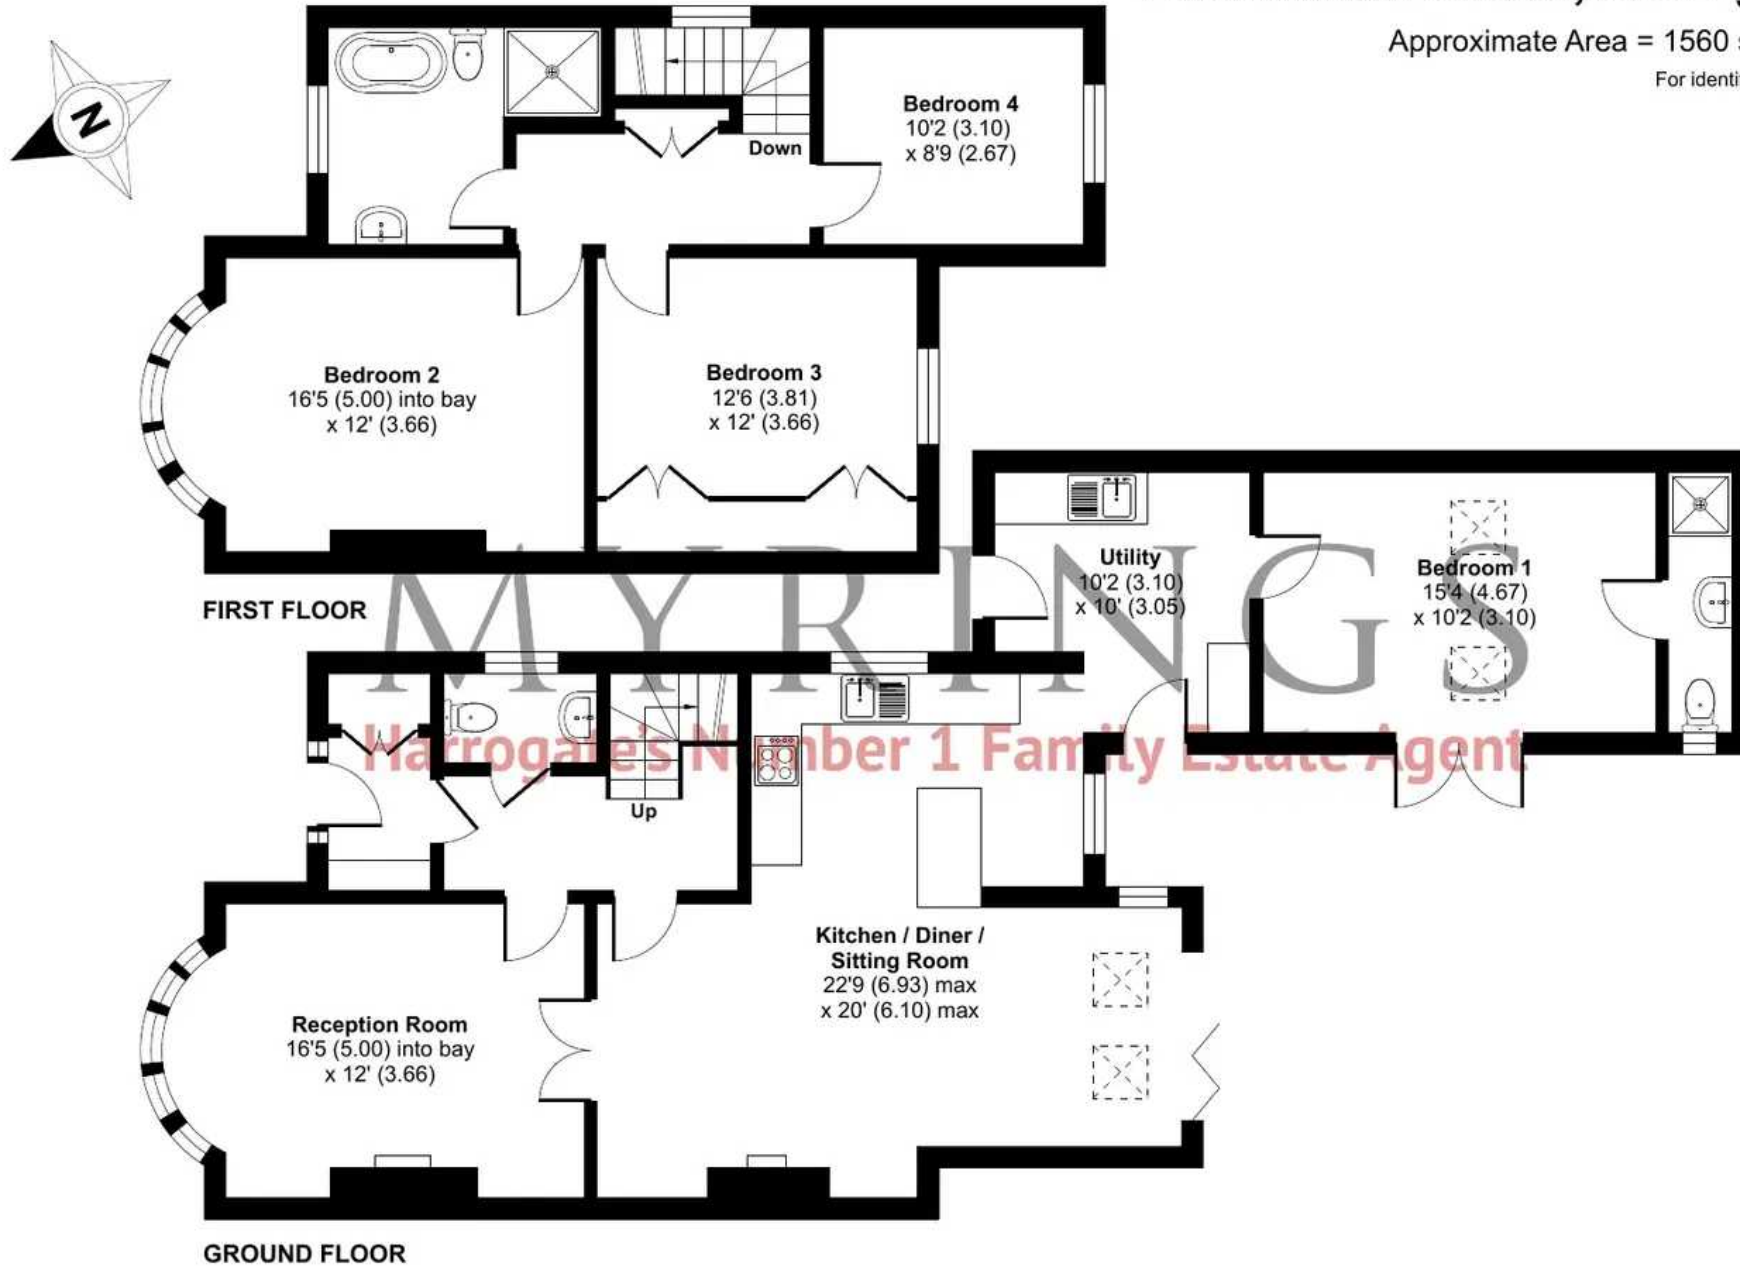 Approximate Area = 1560
For identi
N
Bedroom 4
10'2 (3.10)
x 8'9 (2.67)
Down
Bedroom 2
16'5 (5.00) into bay
x 12' (3.66)
Bedroom 3
12'6 (3.81)
x 12' (3.66)
Utility
10'2 (3.10)
x 10' (3.05)
Bedroom 1
15'4 (4.67)
x 10'2 (3.10)
FIRST FLOOR
MYRINGS
Harrogate's Number 1 Family Estate Agent
Up
Kitchen / Diner /
Sitting Room
22'9 (6.93) max
x 20' (6.10) max
Reception Room
16'5 (5.00) into bay
x 12' (3.66)
GROUND FLOOR